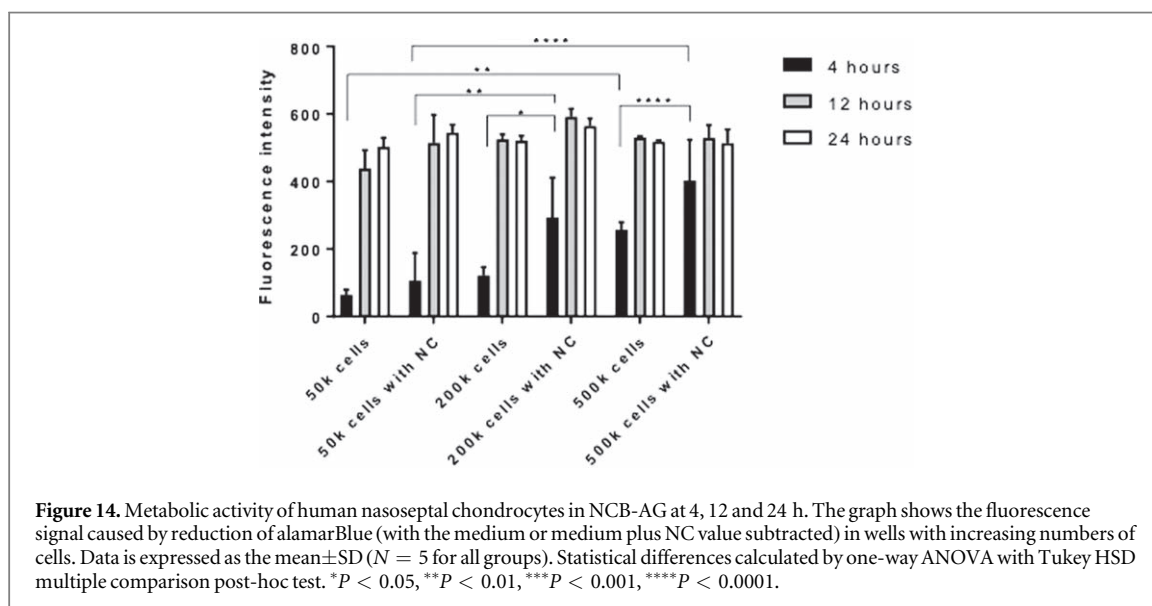 ****
**
**
*
****
800
600
400
200
0
Fluorescence intensity
4 hours
12 hours
24 hours
50k cells
50k cells with NC
200k cells
200k cells with NC
500k cells
500k cells with NC
Figure 14. Metabolic activity of human nasoseptal chondrocytes in NCB-AG at 4, 12 and 24 h. The graph shows the fluorescence
signal caused by reduction of alamarBlue (with the medium or medium plus NC value subtracted) in wells with increasing numbers of
cells. Data is expressed as the mean±SD (N = 5 for all groups). Statistical differences calculated by one-way ANOVA with Tukey HSD
multiple comparison post-hoc test. *P < 0.05, **P < 0.01, ***P < 0.001, ****P < 0.0001.